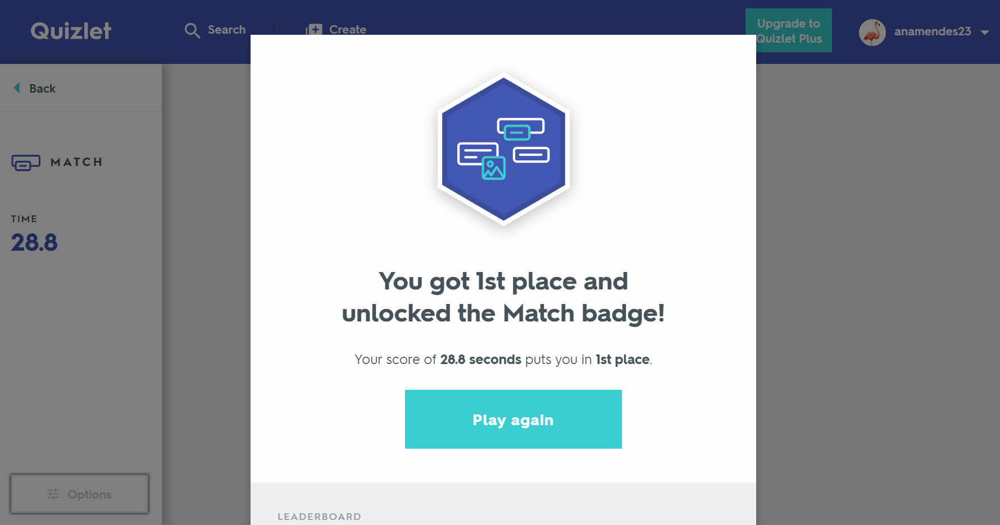 Quizlet
Search
Create
Upgrade to
Quizlet Plus
anamendes23
Back
MATCH
TIME
28.8
Options
You got 1st place and
unlocked the Match badge!
Your score of 28.8 seconds puts you in 1st place.
Play again
LEADERBOARD